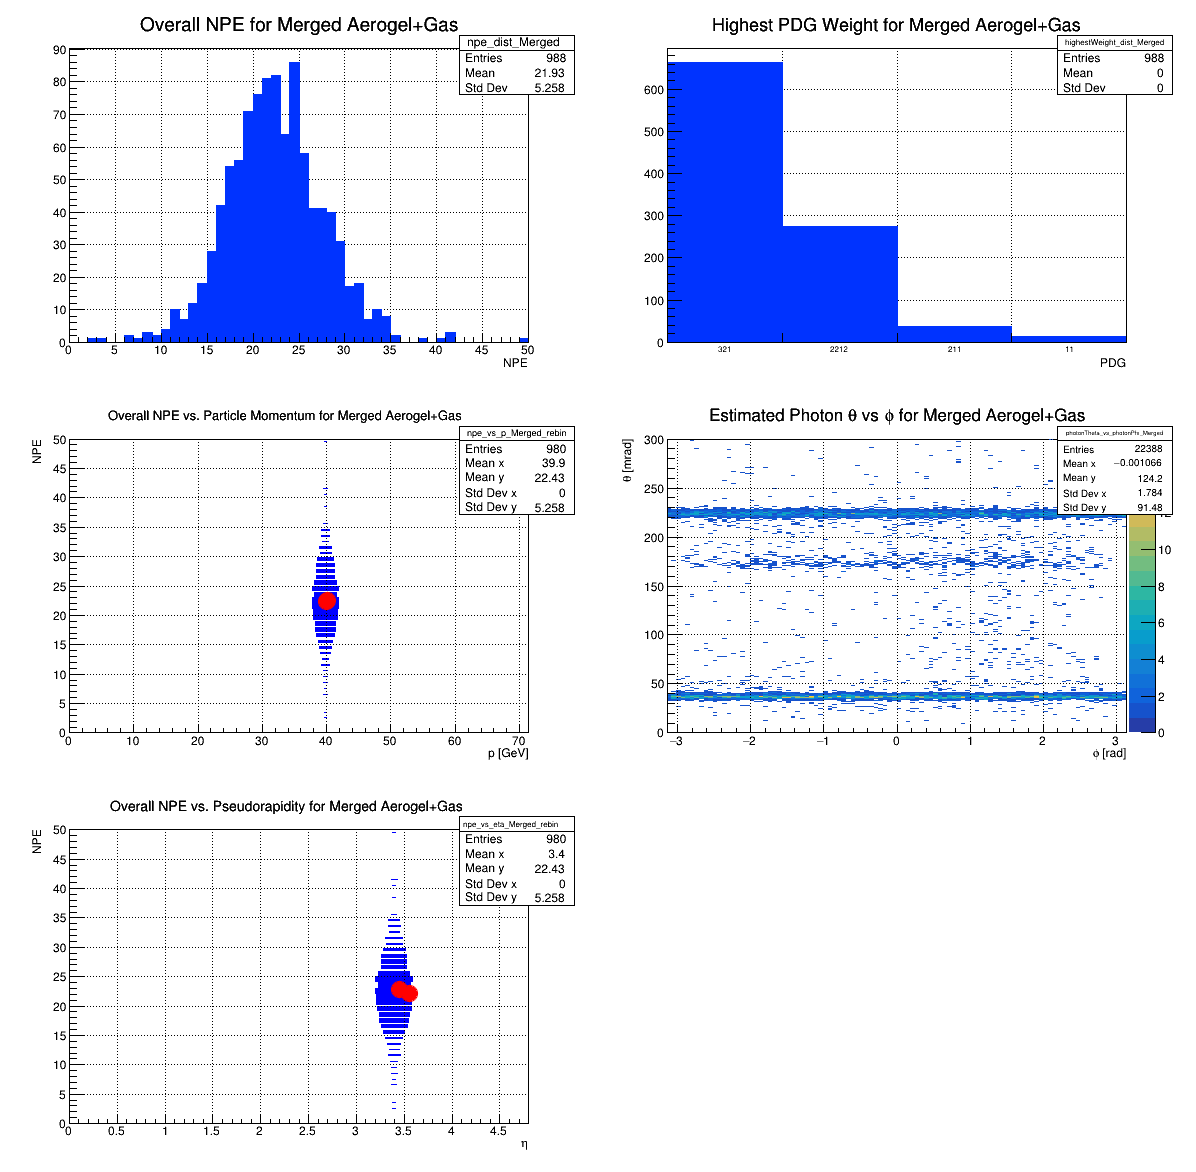 Overall NPE for Merged Aerogel+Gas
npe_dist_Merged
Entries 988
Mean 21.93
Std Dev 5.258
90
80
70
60
50
40
30
20
10
0
0 5 10 15 20 25 30 35 40 45 50
NPE
Highest PDG Weight for Merged Aerogel+Gas
highestWeight_dist_Merged
Entries 988
Mean 0
Std Dev 0
600
500
400
300
200
100
0
321 2212 211 11
PDG
Overall NPE vs. Particle Momentum for Merged Aerogel+Gas
npe_vs_p_Merged_rebin
Entries 980
Mean x 39.9
Mean y 22.43
Std Dev x 0
Std Dev y 5.258
NPE
50
45
40
35
30
25
20
15
10
5
0
0 10 20 30 40 50 60 70
p [GeV]
Estimated Photon θ vs ϕ for Merged Aerogel+Gas
photonTheta_vs_photonPhi_Merged
Entries 22388
Mean x −0.001066
Mean y 124.2
Std Dev x 1.784
Std Dev y 91.48
θ [mrad]
300
250
200
150
100
50
0
−3 −2 −1 0 1 2 3
ϕ [rad]
12
10
8
6
4
2
0
Overall NPE vs. Pseudorapidity for Merged Aerogel+Gas
npe_vs_eta_Merged_rebin
Entries 980
Mean x 3.4
Mean y 22.43
Std Dev x 0
Std Dev y 5.258
NPE
50
45
40
35
30
25
20
15
10
5
0
0 0.5 1 1.5 2 2.5 3 3.5 4 4.5
η